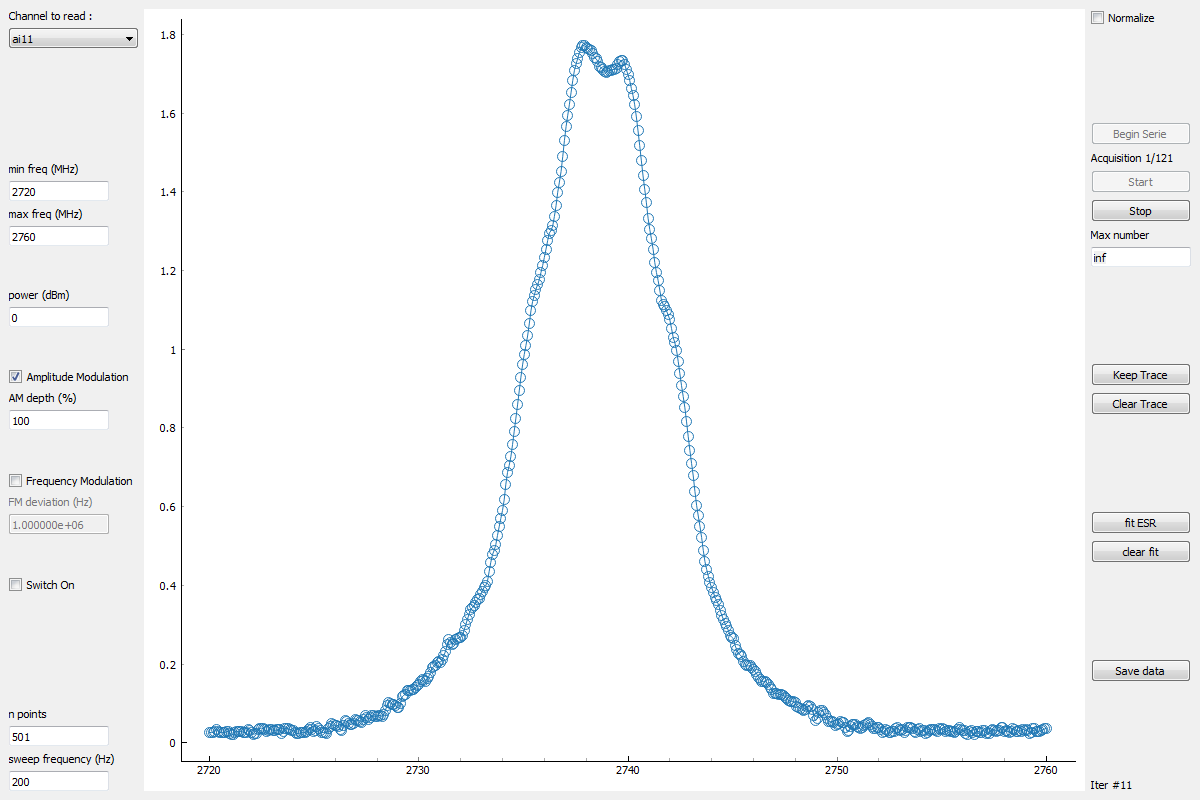 Channel to read :
ai11
min freq (MHz)
2720
max freq (MHz)
2760
power (dBm)
0
Amplitude Modulation
AM depth (%)
100
Frequency Modulation
FM deviation (Hz)
1.000000e+06
Switch On
n points
501
sweep frequency (Hz)
200
1.8
1.6
1.4
1.2
1
0.8
0.6
0.4
0.2
0
2720 2730 2740 2750 2760
Normalize
Begin Serie
Acquisition 1/121
Start
Stop
Max number
inf
Keep Trace
Clear Trace
fit ESR
clear fit
Save data
Iter #11